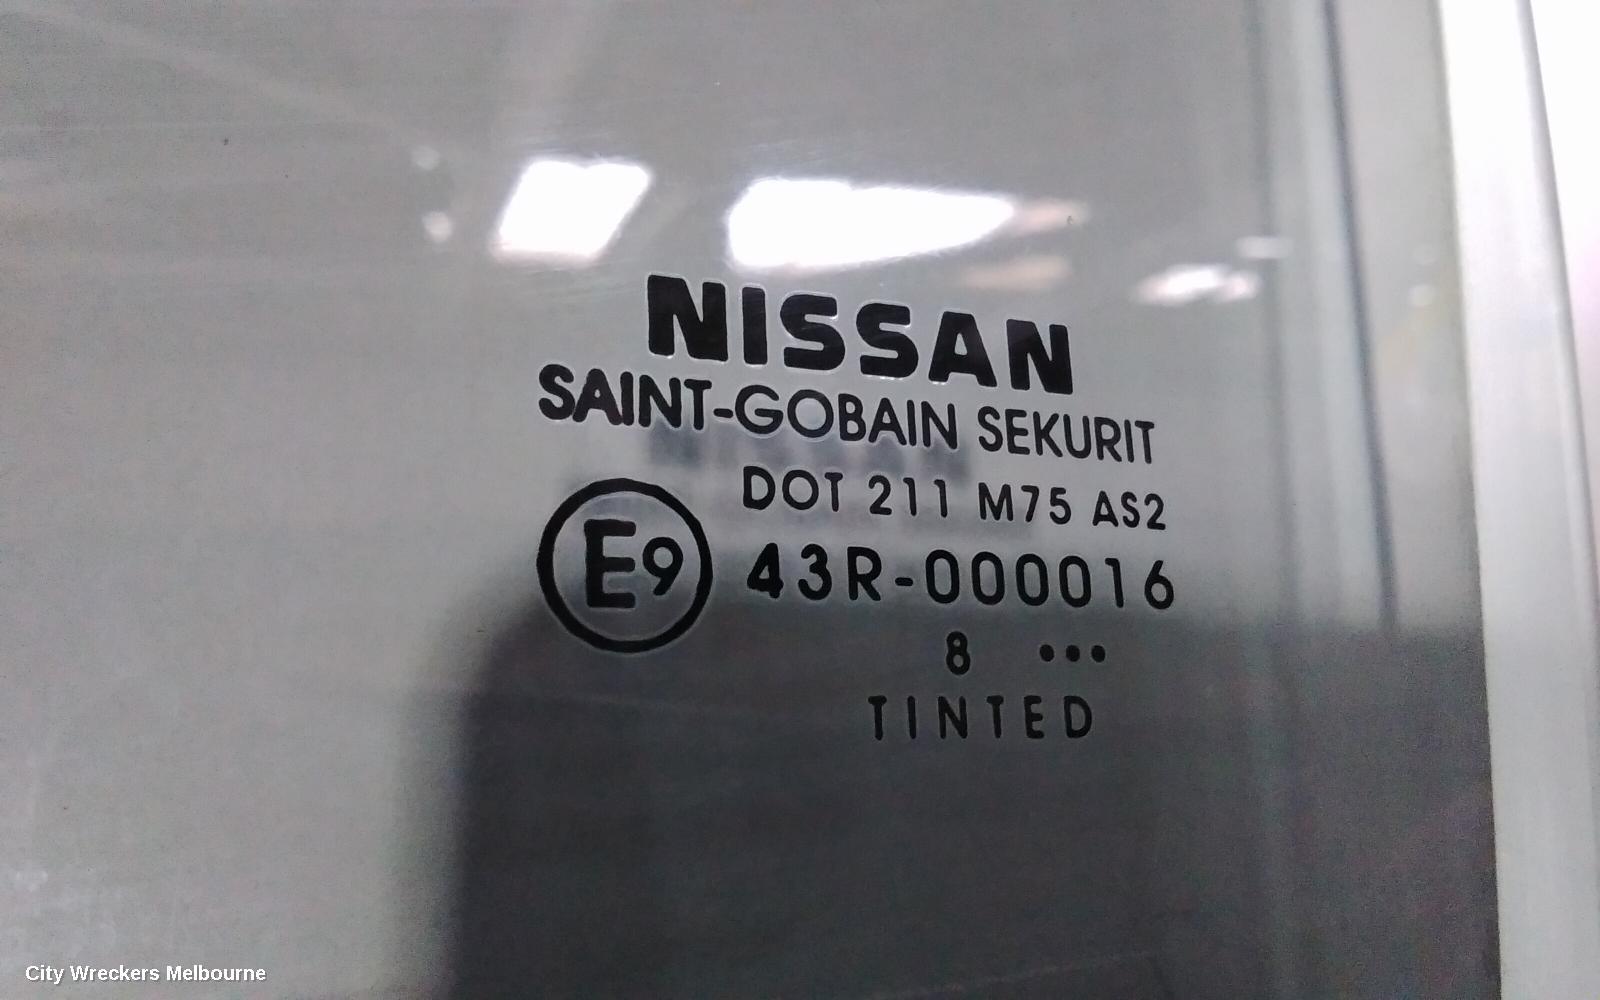 NISSAN
SAINT-GOBAIN SEKURIT
DOT 211 M75 AS2
E9 43R-000016
8 •••
TINTED
City Wreckers Melbourne